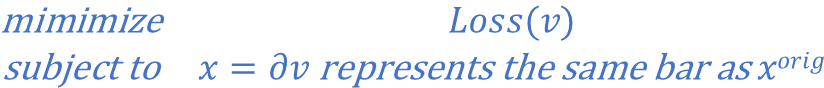 mimimize Loss(v)
subject to x = ∂v represents the same bar as x^orig